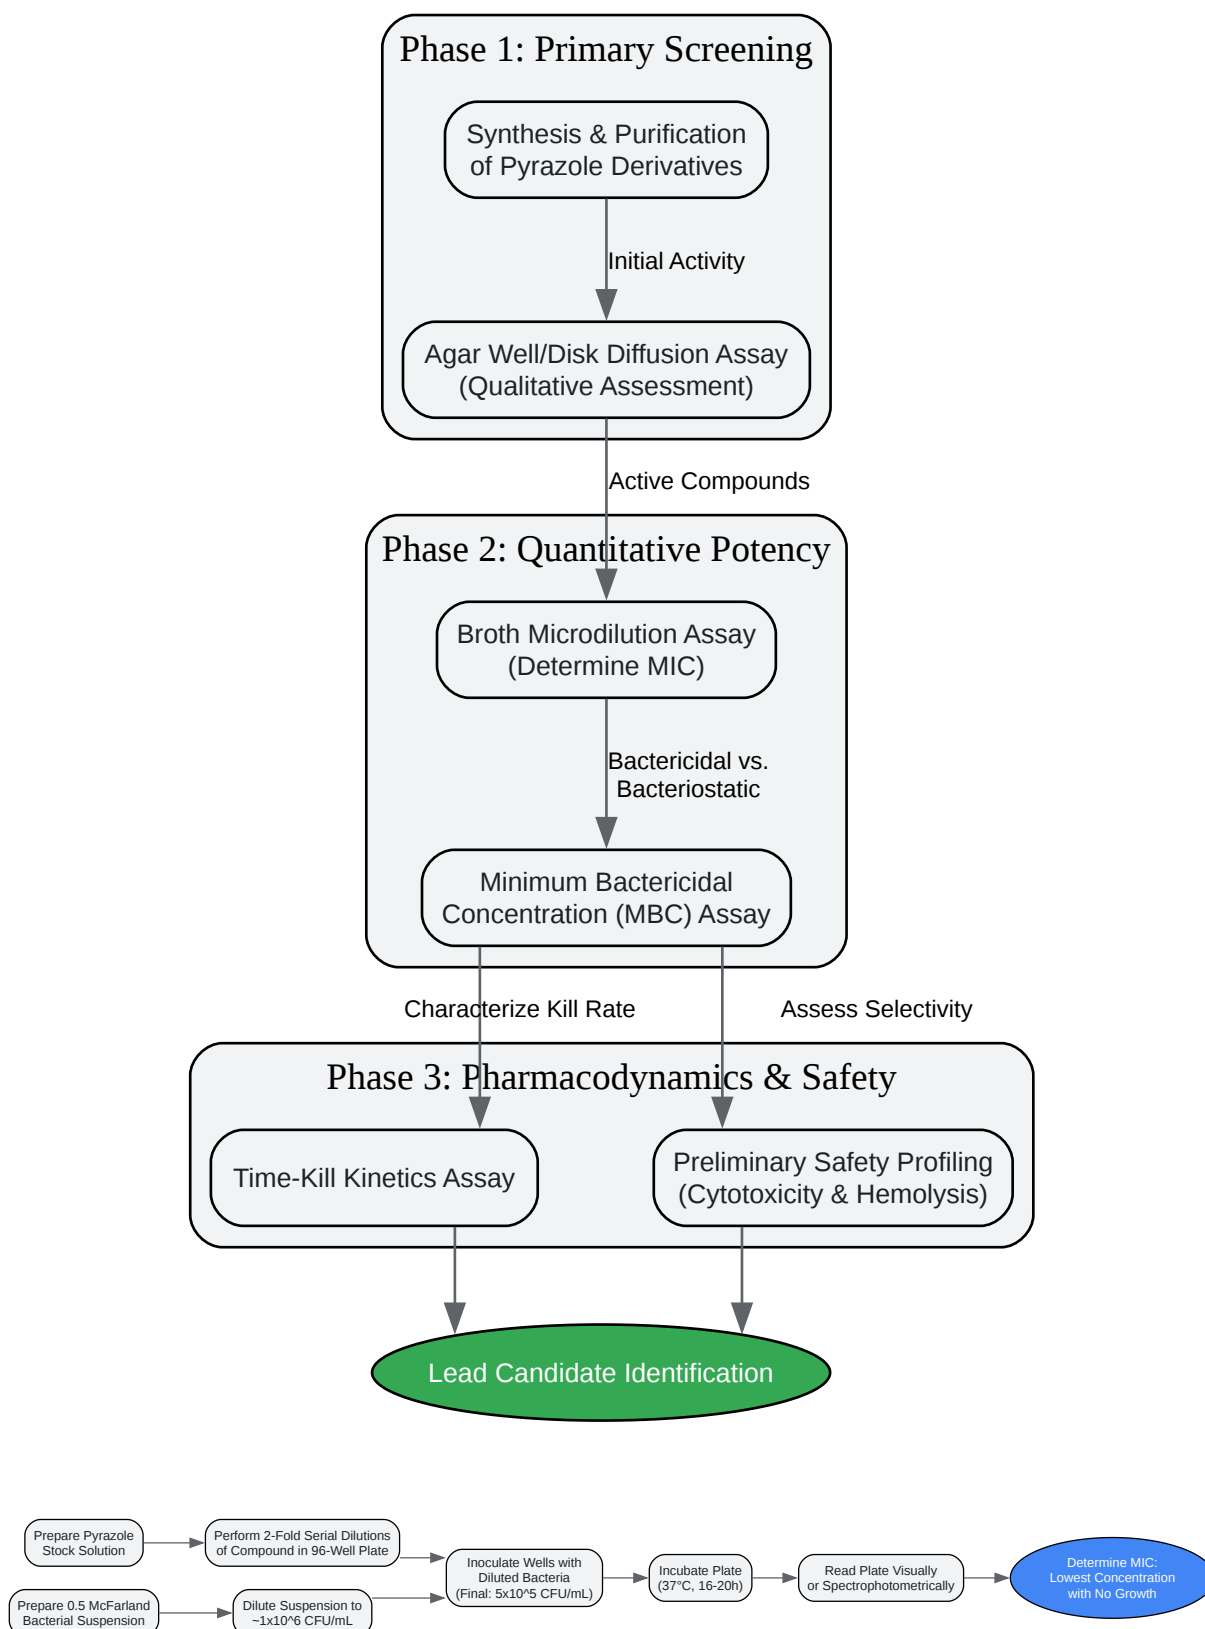 Phase 1: Primary Screening
Synthesis & Purification
of Pyrazole Derivatives
Initial Activity
Agar Well/Disk Diffusion Assay
(Qualitative Assessment)
Active Compounds
Phase 2: Quantitative Potency
Broth Microdilution Assay
(Determine MIC)
Bactericidal vs.
Bacteriostatic
Minimum Bactericidal
Concentration (MBC) Assay
Characterize Kill Rate
Assess Selectivity
Phase 3: Pharmacodynamics & Safety
Time-Kill Kinetics Assay
Preliminary Safety Profiling
(Cytotoxicity & Hemolysis)
Lead Candidate Identification
Prepare Pyrazole
Stock Solution
Perform 2-Fold Serial Dilutions
of Compound in 96-Well Plate
Prepare 0.5 McFarland
Bacterial Suspension
Dilute Suspension to
~1x10^6 CFU/mL
Inoculate Wells with
Diluted Bacteria
(Final: 5x10^5 CFU/mL)
Incubate Plate
(37°C, 16-20h)
Read Plate Visually
or Spectrophotometrically
Determine MIC:
Lowest Concentration
with No Growth